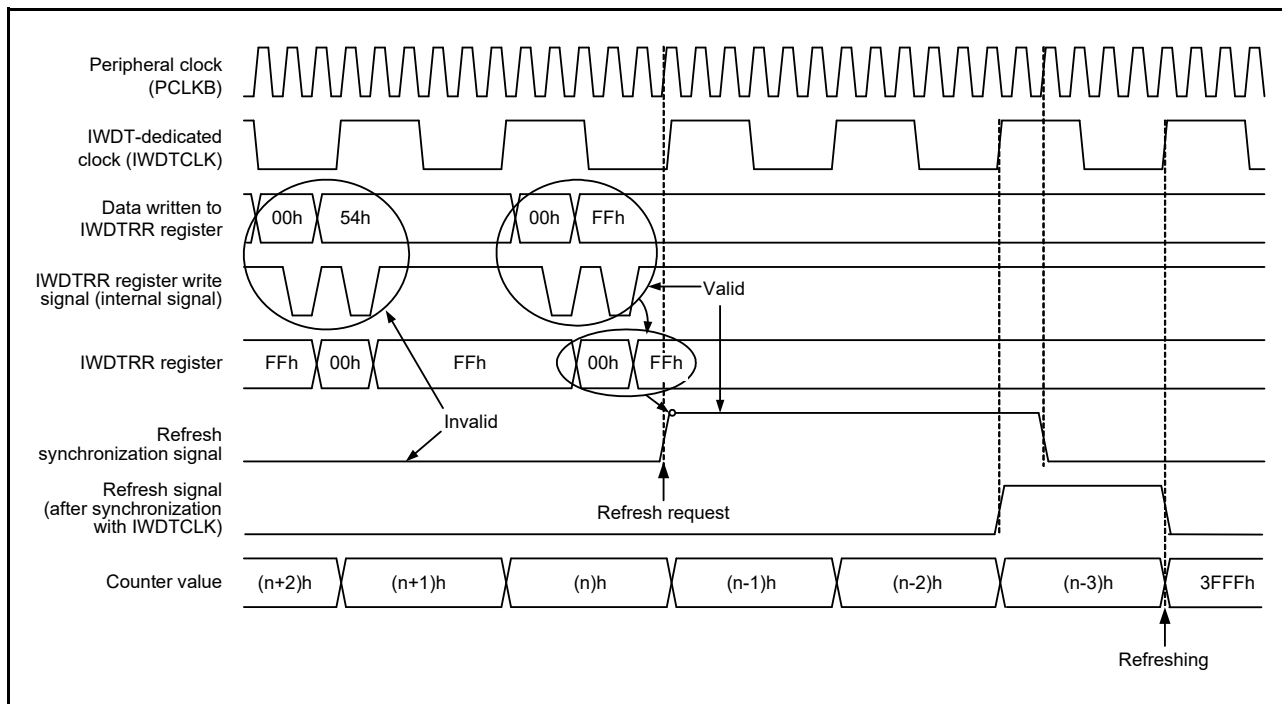 Peripheral clock
(PCLKB)
IWDT-dedicated
clock (IWDTCLK)
Data written to
IWDTRR register
00h
54h
00h
FFh
IWDTRR register write
signal (internal signal)
Valid
IWDTRR register
FFh
00h
FFh
00h
FFh
Invalid
Refresh
synchronization signal
Refresh request
Refresh signal
(after synchronization
with IWDTCLK)
Counter value
(n+2)h
(n+1)h
(n)h
(n-1)h
(n-2)h
(n-3)h
3FFFh
Refreshing